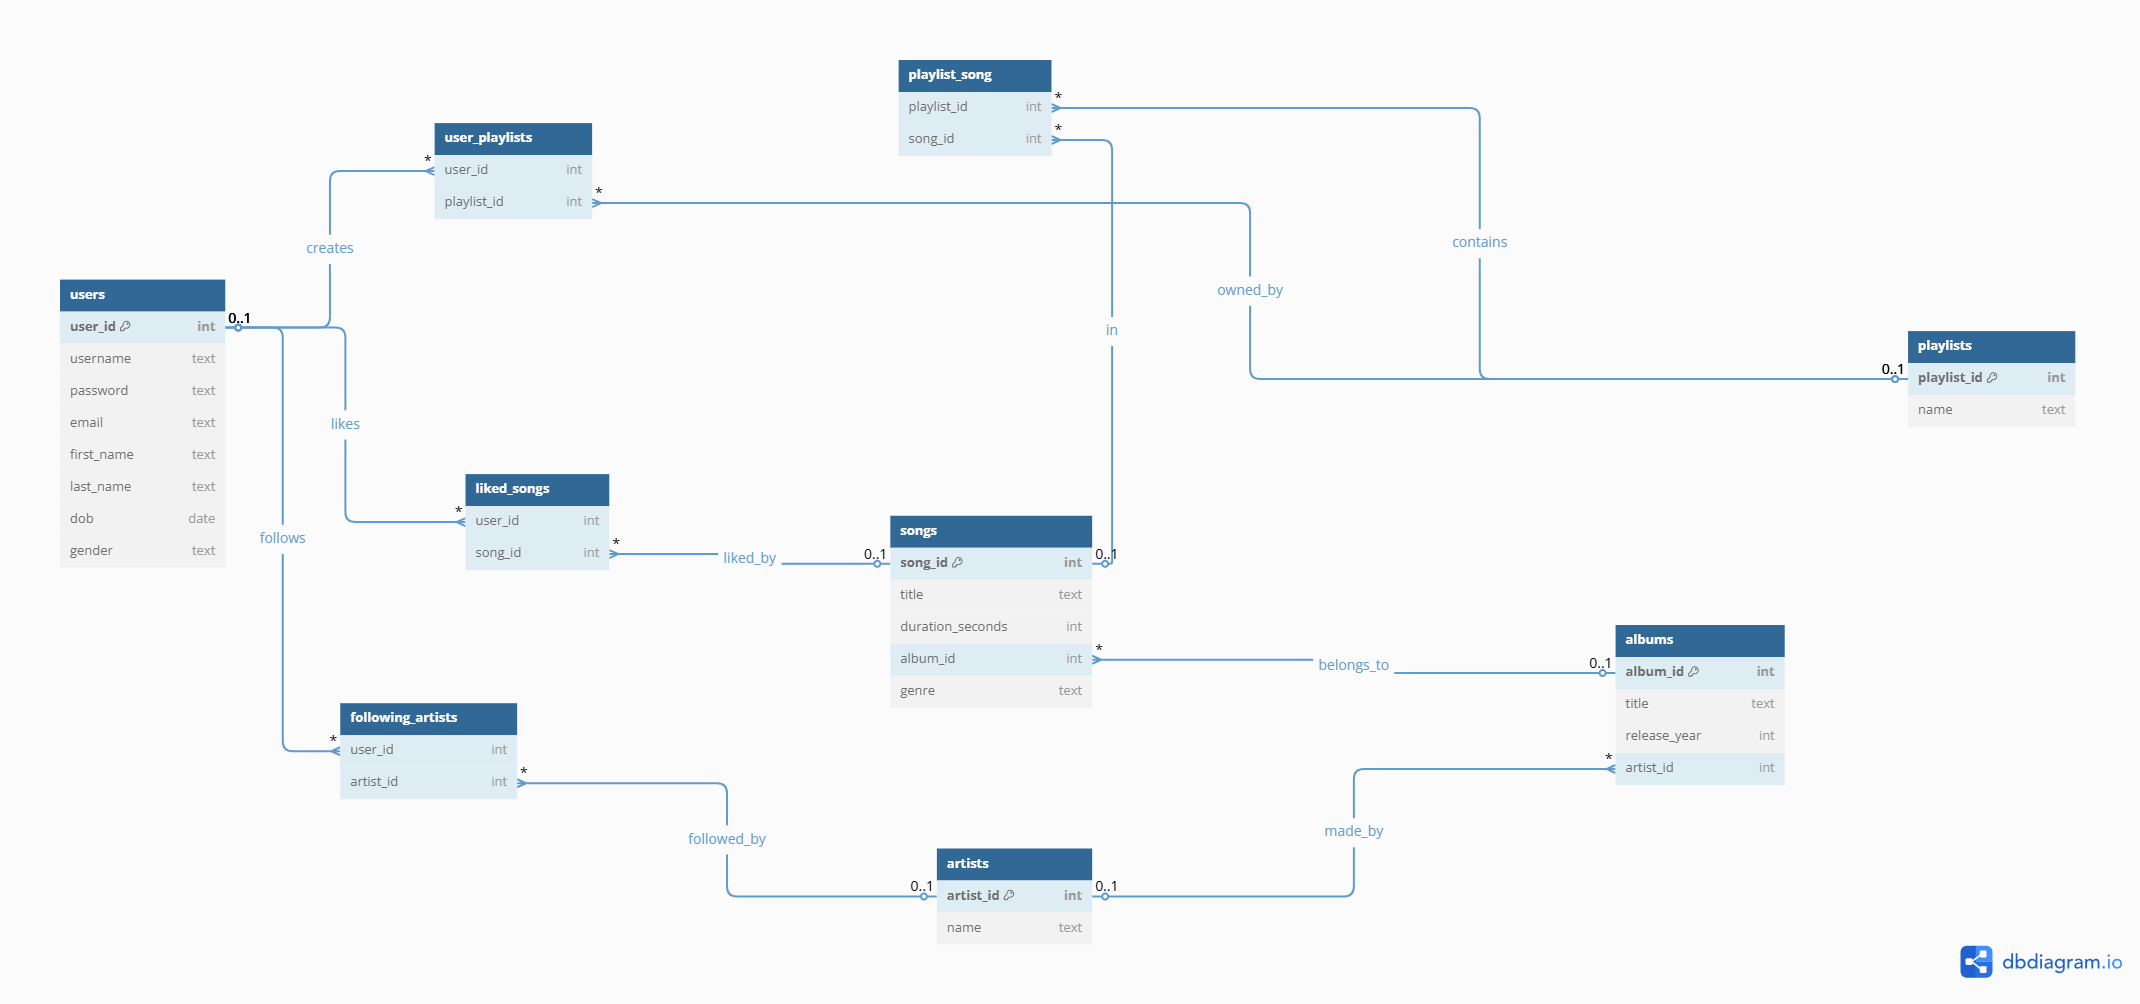 playlist_song
playlist_id int
song_id int
*
*
user_playlists
user_id int
playlist_id int
*
*
creates
contains
owned_by
in
users
user_id int
username text
password text
email text
first_name text
last_name text
dob date
gender text
0..1
playlists
playlist_id int
name text
0..1
likes
follows
liked_songs
user_id int
song_id int
*
*
liked_by
songs
song_id int
title text
duration_seconds int
album_id int
genre text
0..1
0..1
*
belongs_to
albums
album_id int
title text
release_year int
artist_id int
0..1
*
following_artists
user_id int
artist_id int
*
*
followed_by
made_by
artists
artist_id int
name text
0..1
0..1
dbdiagram.io